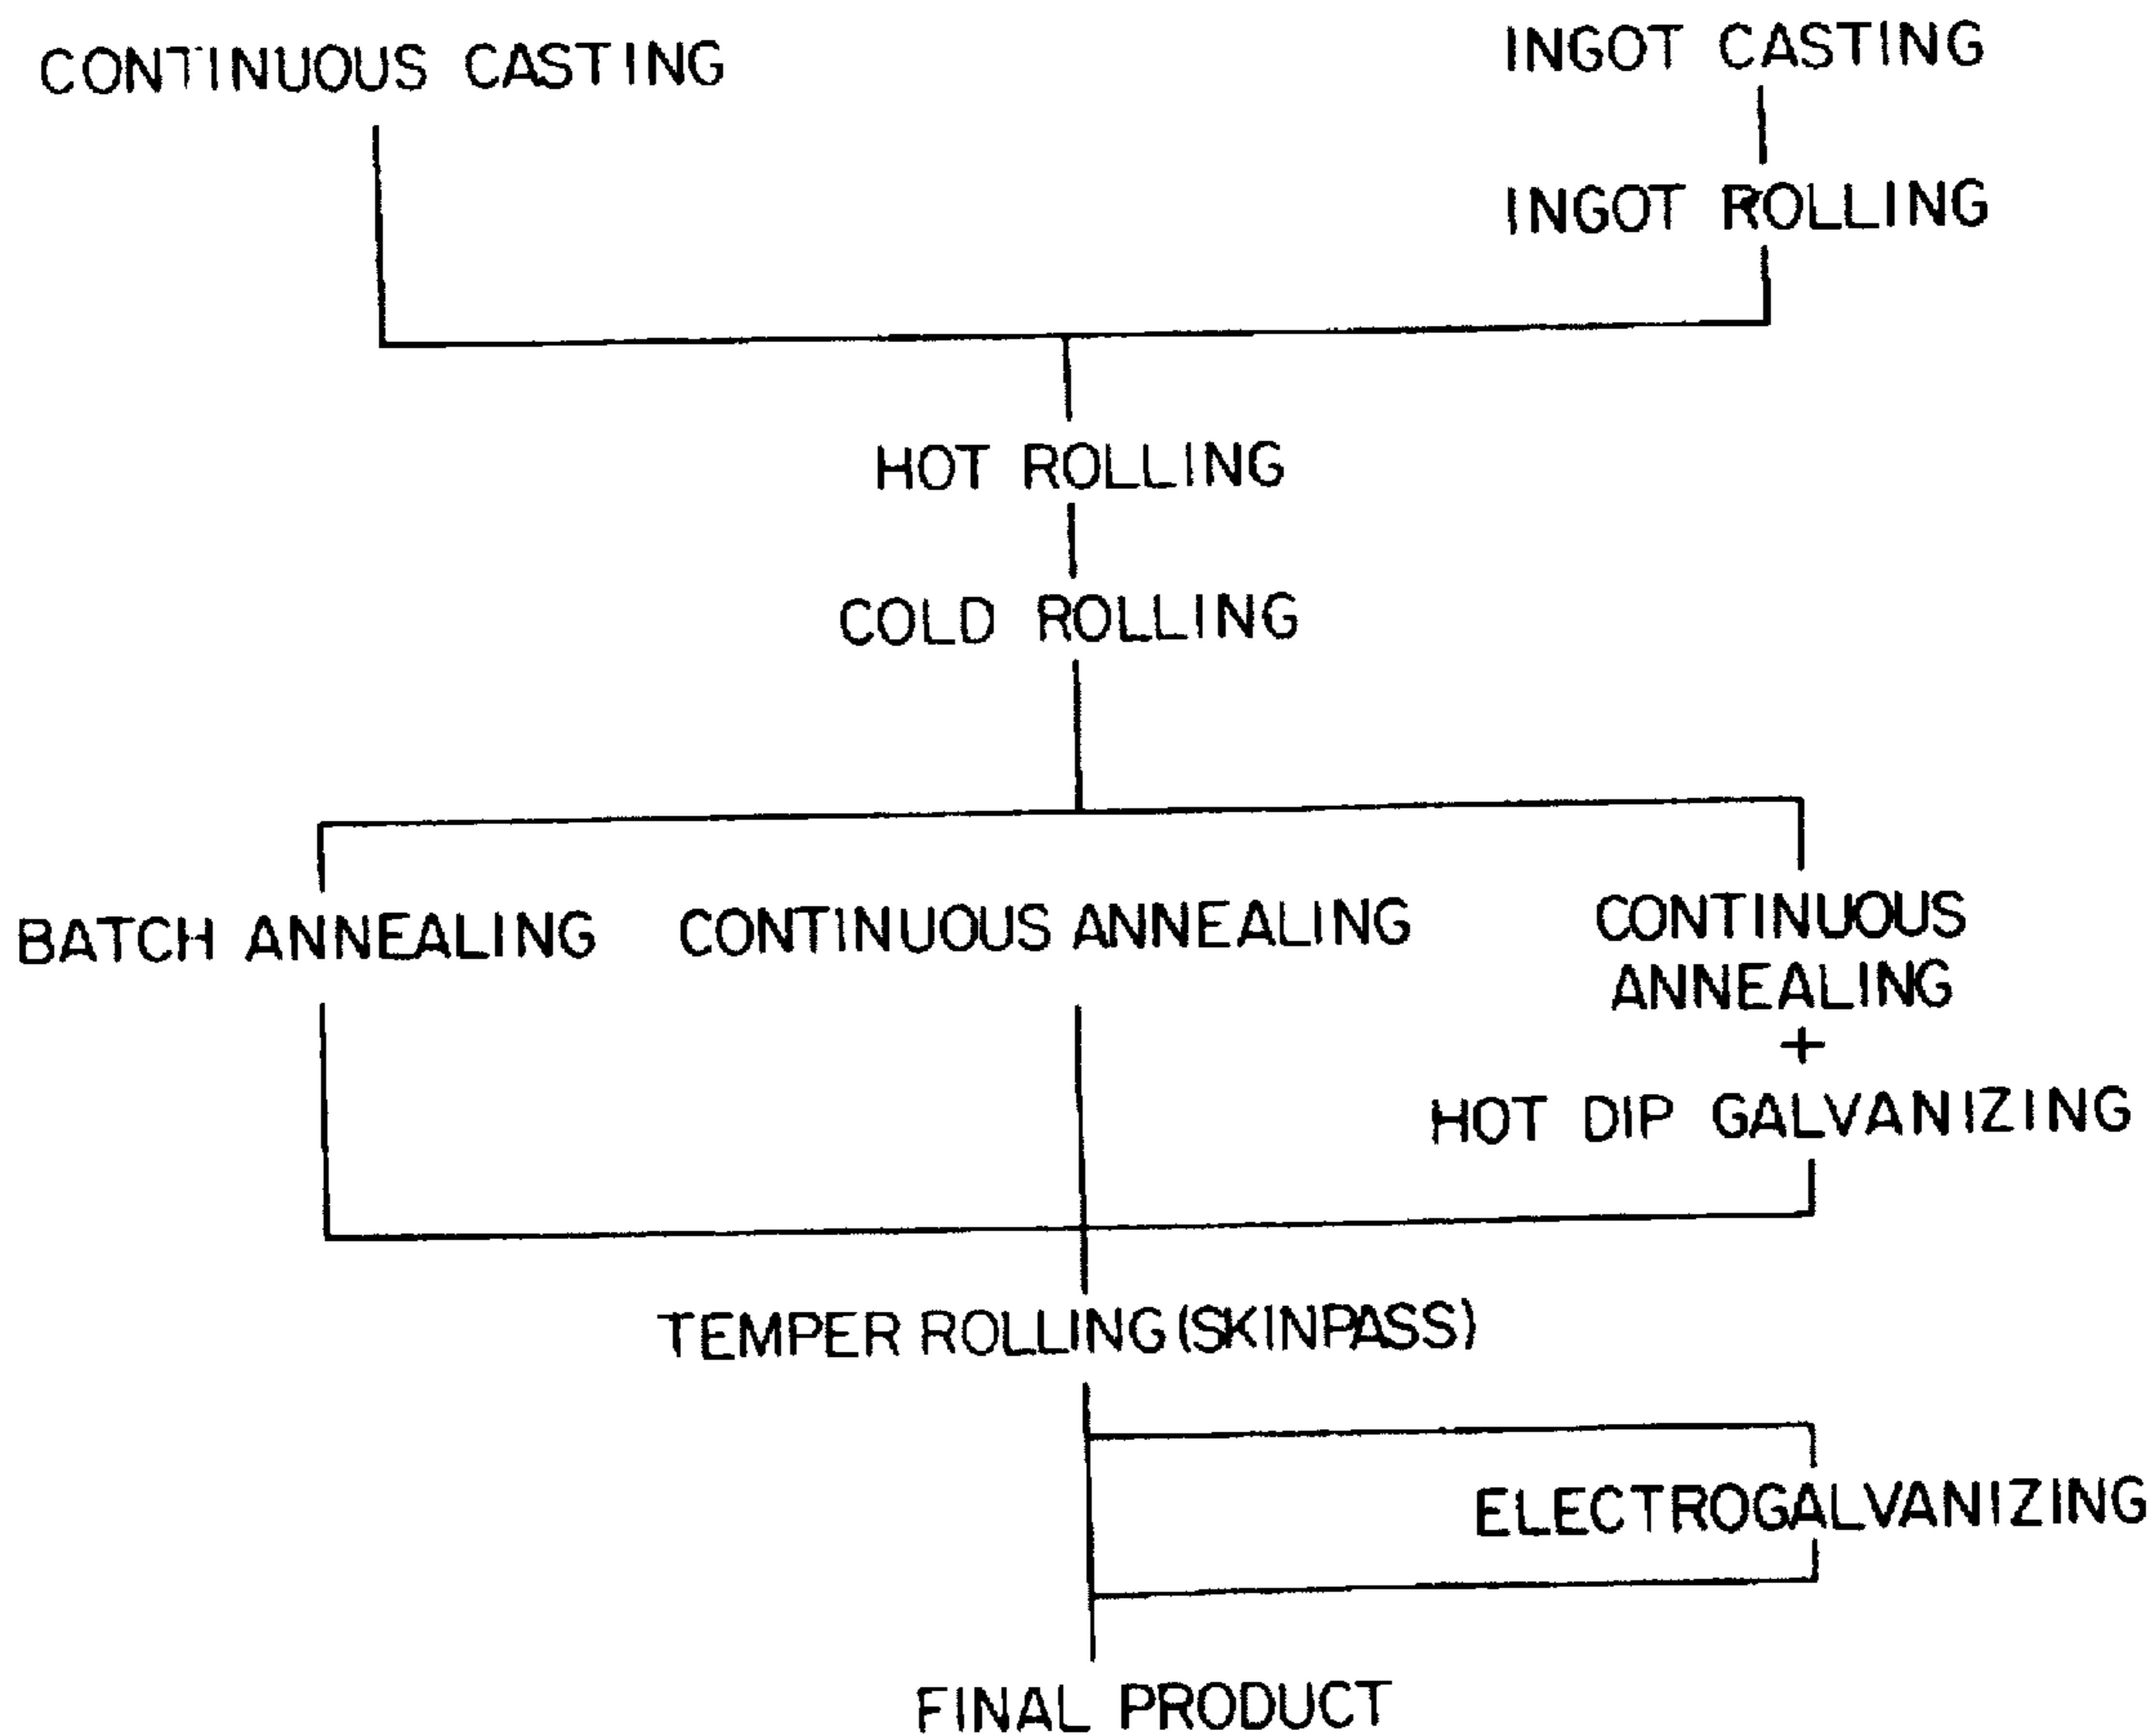 CONTINUOUS CASTING
INGOT CASTING
INGOT ROLLING
HOT ROLLING
COLD ROLLING
BATCH ANNEALING
CONTINUOUS ANNEALING
CONTINUOUS
ANNEALING
+
HOT DIP GALVANIZING
TEMPER ROLLING (SKINPASS)
ELECTROGALVANIZING
FINAL PRODUCT